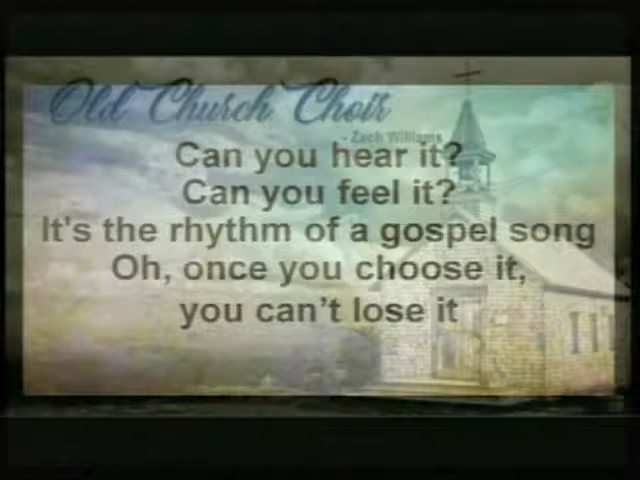 Old Church Choir
- Zach Williams
Can you hear it?
Can you feel it?
It's the rhythm of a gospel song
Oh, once you choose it,
you can’t lose it